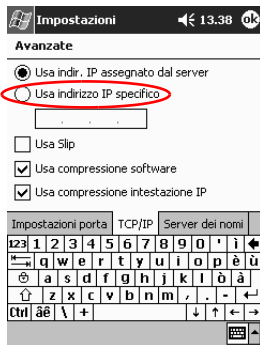 Impostazioni 13.38 ok
Avanzate
Usa indir. IP assegnato dal server
Usa indirizzo IP specifico
. . .
Usa Slip
Usa compressione software
Usa compressione intestazione IP
Impostazioni porta TCP/IP Server dei nomi
123 1 2 3 4 5 6 7 8 9 0 ' ì
q w e r t y u i o p è ù
a s d f g h j k l ò à
z x c v b n m , . -
Ctrl áê \ +